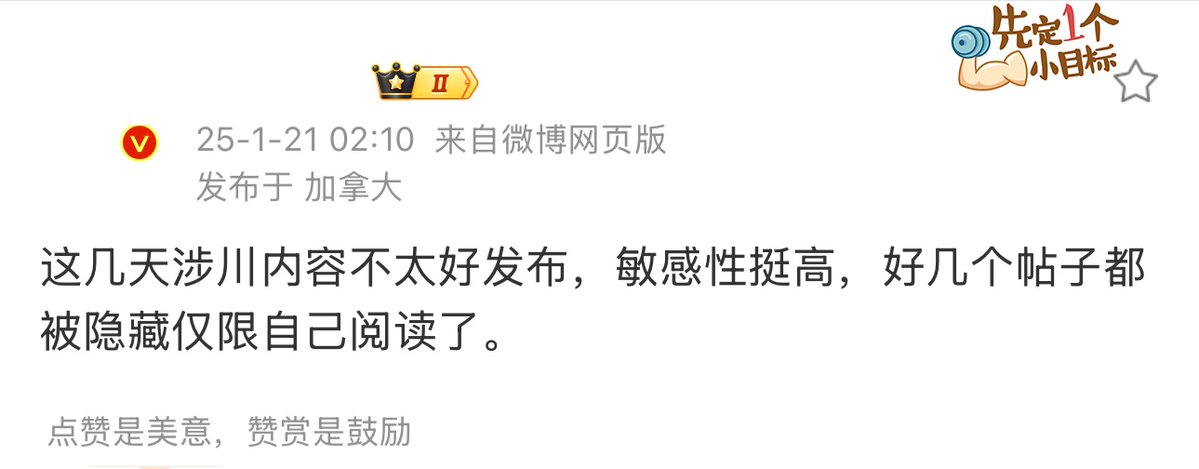 先定1个
小目标
II
V
25-1-21 02:10 来自微博网页版
发布于 加拿大
这几天涉川内容不太好发布，敏感性挺高，好几个帖子都
被隐藏仅限自己阅读了。
点赞是美意，赞赏是鼓励